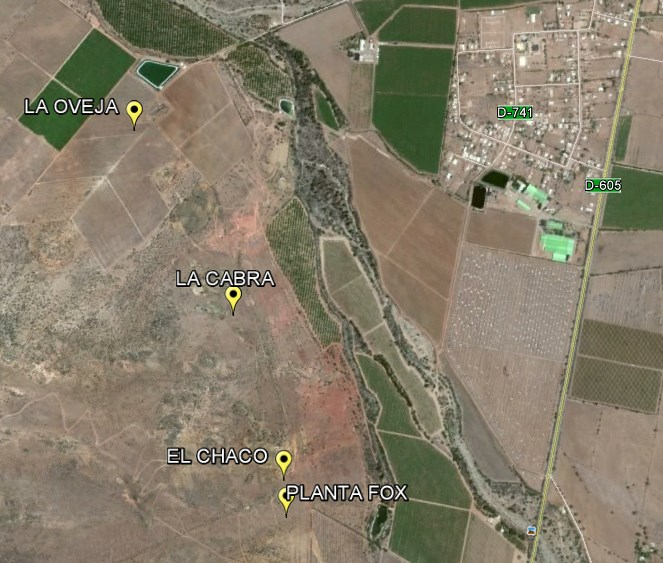 LA OVEJA
D-741
D-605
LA CABRA
EL CHACO
PLANTA FOX